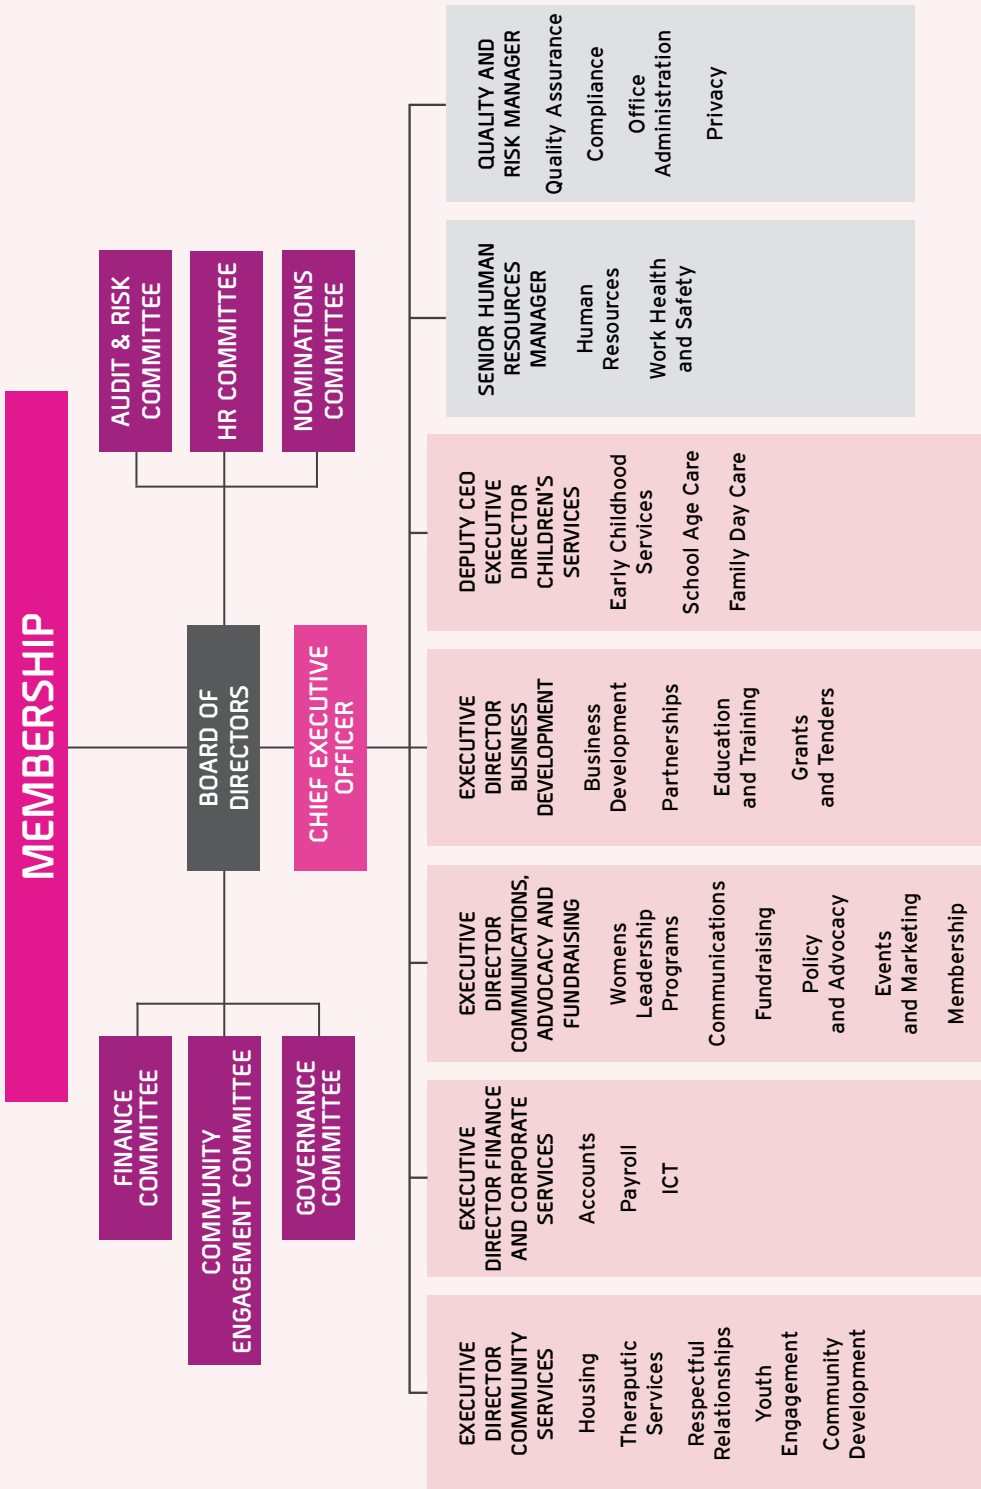 MEMBERSHIP
FINANCE
COMMITTEE
COMMUNITY
ENGAGEMENT COMMITTEE
GOVERNANCE
COMMITTEE
BOARD OF
DIRECTORS
CHIEF EXECUTIVE
OFFICER
AUDIT & RISK
COMMITTEE
HR COMMITTEE
NOMINATIONS
COMMITTEE
EXECUTIVE
DIRECTOR
COMMUNITY
SERVICES
Housing
Theraputic
Services
Respectful
Relationships
Youth
Engagement
Community
Development
EXECUTIVE
DIRECTOR FINANCE
AND CORPORATE
SERVICES
Accounts
Payroll
ICT
EXECUTIVE
DIRECTOR
COMMUNICATIONS,
ADVOCACY AND
FUNDRAISING
Womens
Leadership
Programs
Communications
Fundraising
Policy
and Advocacy
Events
and Marketing
Membership
EXECUTIVE
DIRECTOR
BUSINESS
DEVELOPMENT
Business
Development
Partnerships
Education
and Training
Grants
and Tenders
DEPUTY CEO
EXECUTIVE
DIRECTOR
CHILDREN'S
SERVICES
Early Childhood
Services
School Age Care
Family Day Care
SENIOR HUMAN
RESOURCES
MANAGER
Human
Resources
Work Health
and Safety
QUALITY AND
RISK MANAGER
Quality Assurance
Compliance
Office
Administration
Privacy